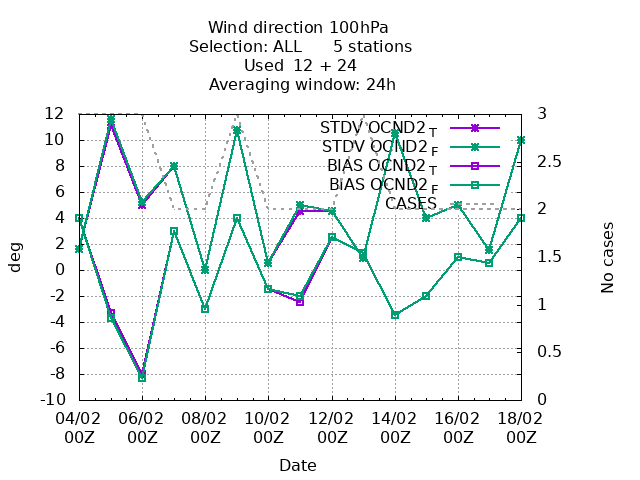 Wind direction 100hPa
Selection: ALL 5 stations
Used 12 + 24
Averaging window: 24h
12
10
8
6
4
2
0
-2
-4
-6
-8
-10
deg
3
2.5
2
1.5
1
0.5
0
No cases
STDV OCND2 T
STDV OCND2 F
BIAS OCND2 T
BIAS OCND2 F
CASES
04/02 06/02 08/02 10/02 12/02 14/02 16/02 18/02
00Z 00Z 00Z 00Z 00Z 00Z 00Z 00Z
Date